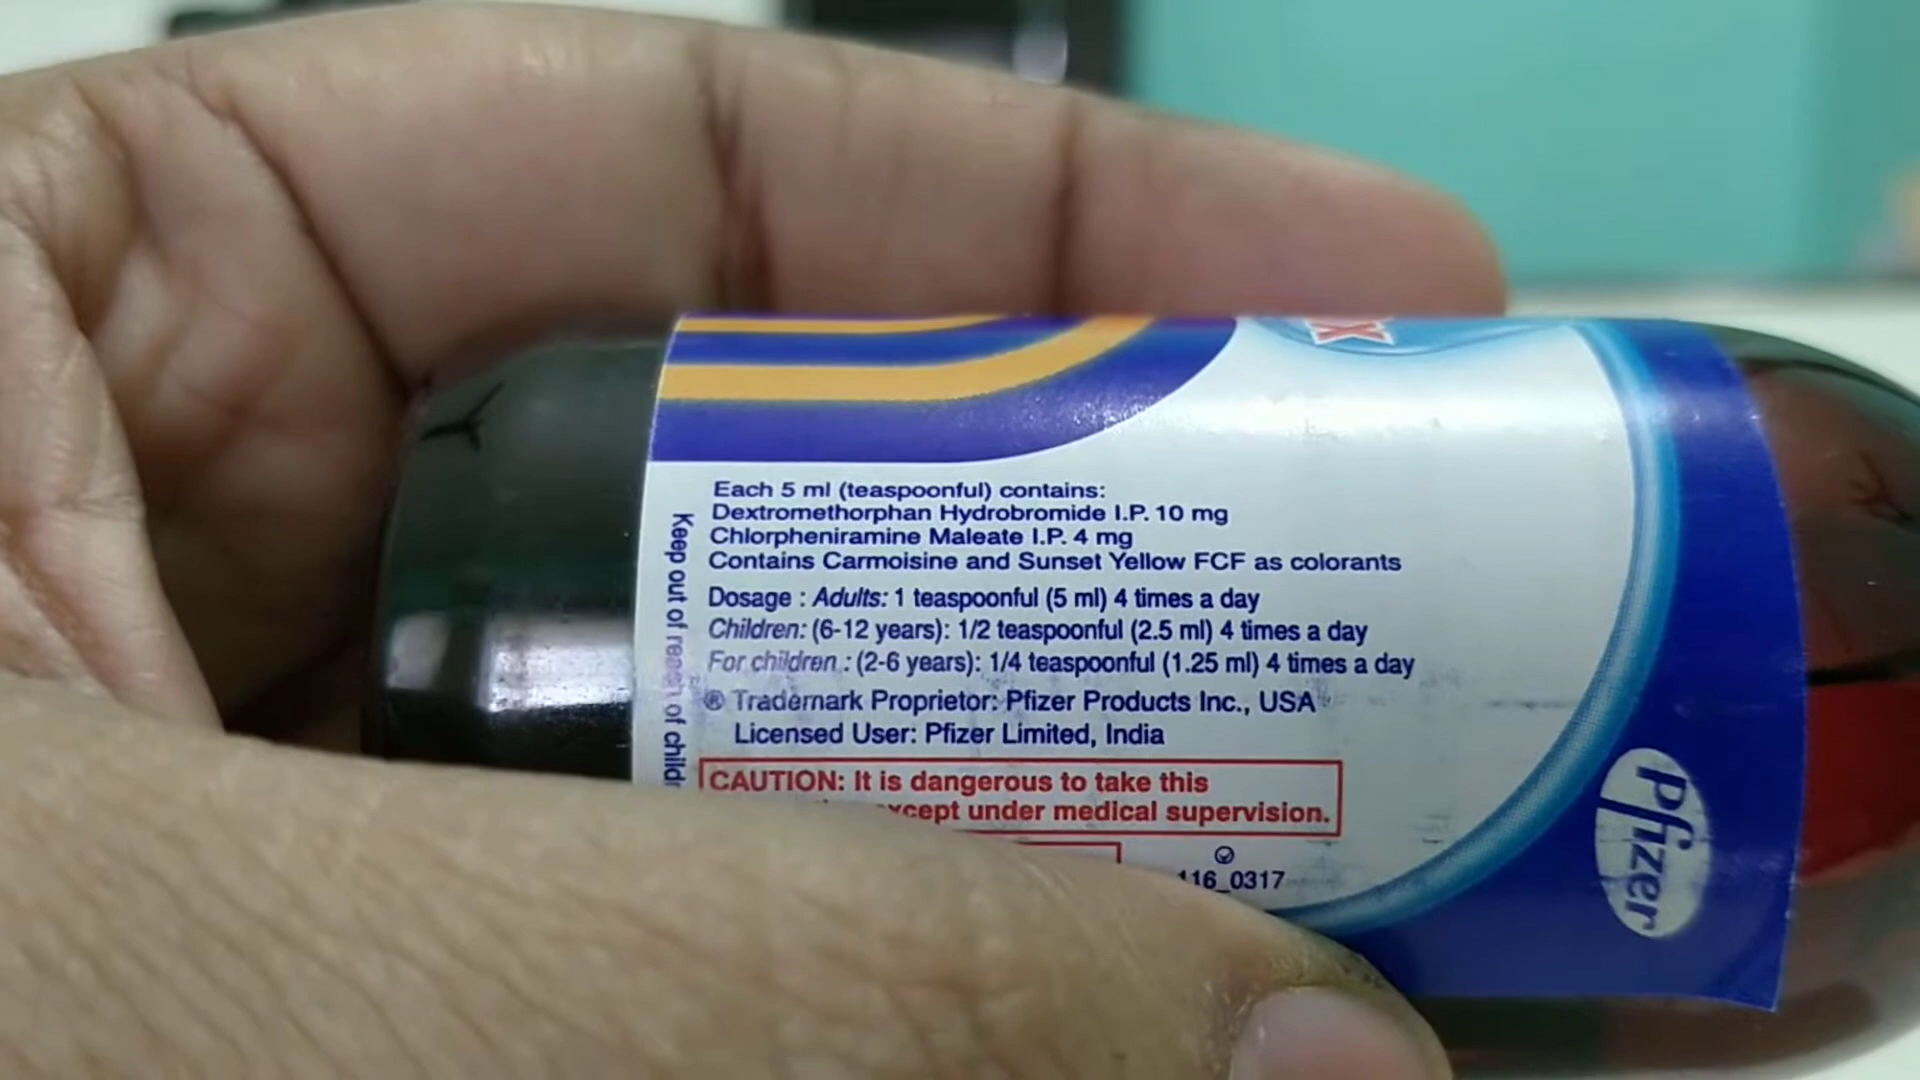 Each 5 ml (teaspoonful) contains:
Dextromethorphan Hydrobromide I.P. 10 mg
Chlorpheniramine Maleate I.P. 4 mg
Contains Carmoisine and Sunset Yellow FCF as colorants
Dosage : Adults: 1 teaspoonful (5 ml) 4 times a day
Children: (6-12 years): 1/2 teaspoonful (2.5 ml) 4 times a day
For children : (2-6 years): 1/4 teaspoonful (1.25 ml) 4 times a day
® Trademark Proprietor: Pfizer Products Inc., USA
Licensed User: Pfizer Limited, India
CAUTION: It is dangerous to take this
under medical supervision.
116_0317
Keep out of reach of
Pfizer